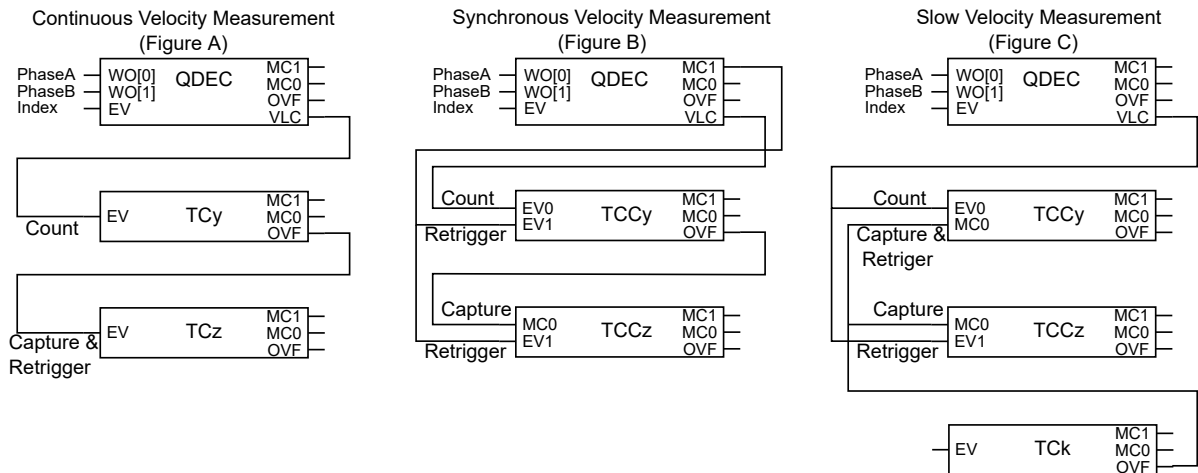 Continuous Velocity Measurement
(Figure A)
PhaseA
PhaseB
Index
WO[0]
WO[1]
EV
QDEC
MC1
MC0
OVF
VLC
Count
EV
TCy
MC1
MC0
OVF
Capture &
Retrigger
EV
TCz
MC1
MC0
OVF
Synchronous Velocity Measurement
(Figure B)
PhaseA
PhaseB
Index
WO[0]
WO[1]
EV
QDEC
MC1
MC0
OVF
VLC
Count
Retrigger
EV0
EV1
TCCy
MC1
MC0
OVF
Capture
Retrigger
MC0
EV1
TCCz
MC1
MC0
OVF
Slow Velocity Measurement
(Figure C)
PhaseA
PhaseB
Index
WO[0]
WO[1]
EV
QDEC
MC1
MC0
OVF
VLC
Count
Capture &
Retriger
EV0
MC0
TCCy
MC1
MC0
OVF
Capture
Retrigger
MC0
EV1
TCCz
MC1
MC0
OVF
EV
TCk
MC1
MC0
OVF